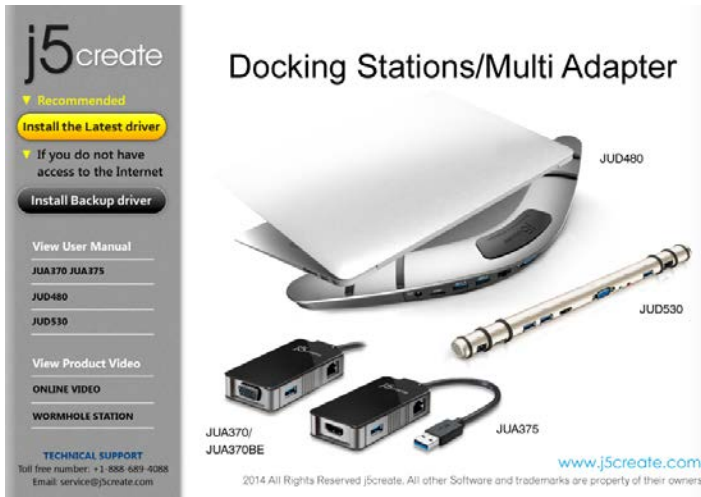 j5create
Recommended
Install the Latest driver
If you do not have
access to the Internet
Install Backup driver
View User Manual
JUA370 JUA375
JUD480
JUD530
View Product Video
ONLINE VIDEO
WORMHOLE STATION
TECHNICAL SUPPORT
Toll free number: +1-888-689-4088
Email: service@j5create.com
Docking Stations/Multi Adapter
JUD480
JUD530
j5create
j5create
JUA370/
JUA370BE
JUA375
www.j5create.com
2014 All Rights Reserved j5create. All other Software and trademarks are property of their owners